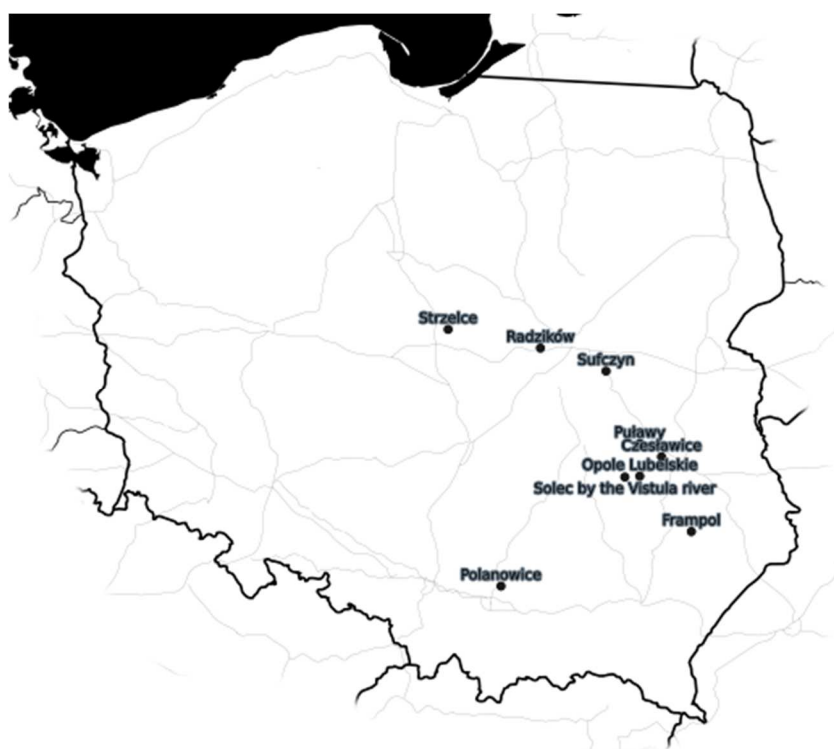 Strzelce
Radzików
Sufczyn
Puławy
Czesławice
Opole Lubelskie
Solec by the Vistula river
Frampol
Polanowice